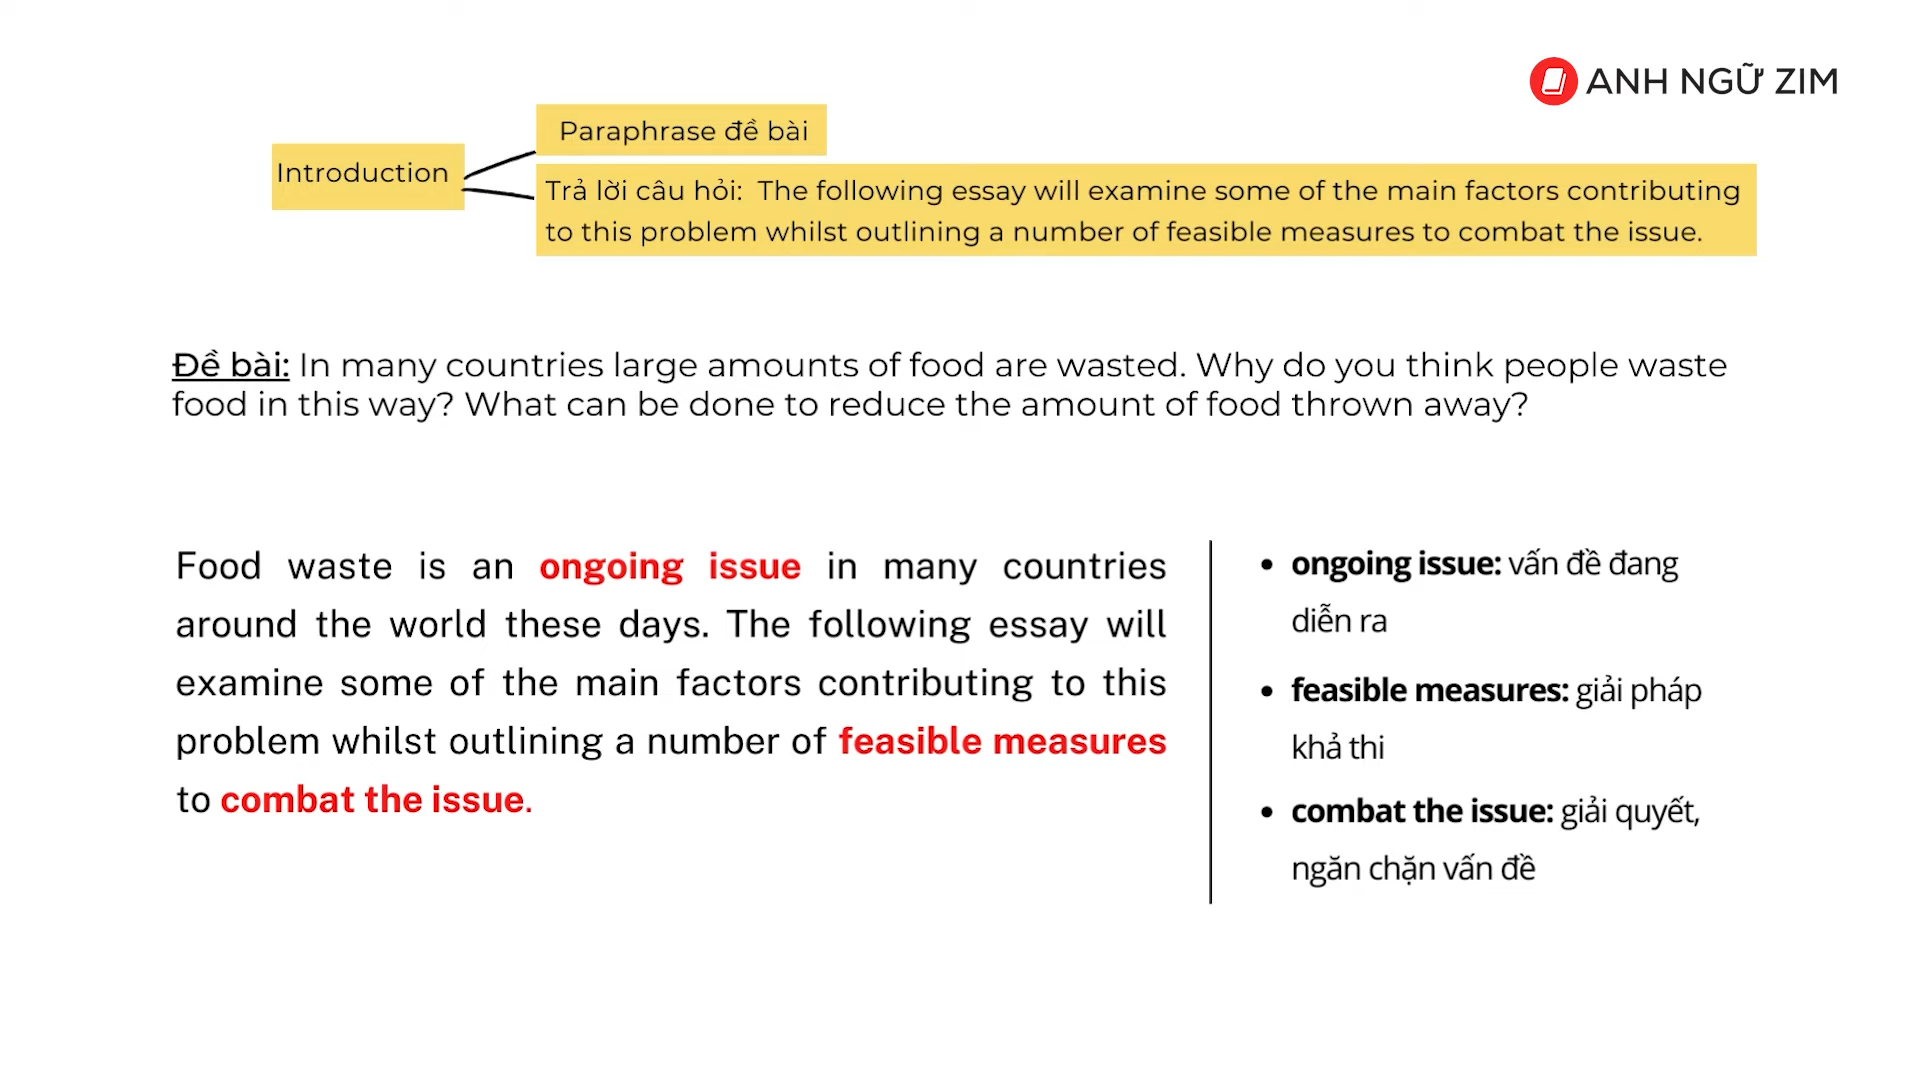 ANH NGỮ ZIM
Paraphrase đề bài
Introduction
Trả lời câu hỏi: The following essay will examine some of the main factors contributing
to this problem whilst outlining a number of feasible measures to combat the issue.
Đề bài: In many countries large amounts of food are wasted. Why do you think people waste
food in this way? What can be done to reduce the amount of food thrown away?
Food waste is an ongoing issue in many countries
around the world these days. The following essay will
examine some of the main factors contributing to this
problem whilst outlining a number of feasible measures
to combat the issue.
• ongoing issue: vấn đề đang
diễn ra
• feasible measures: giải pháp
khả thi
• combat the issue: giải quyết,
ngăn chặn vấn đề